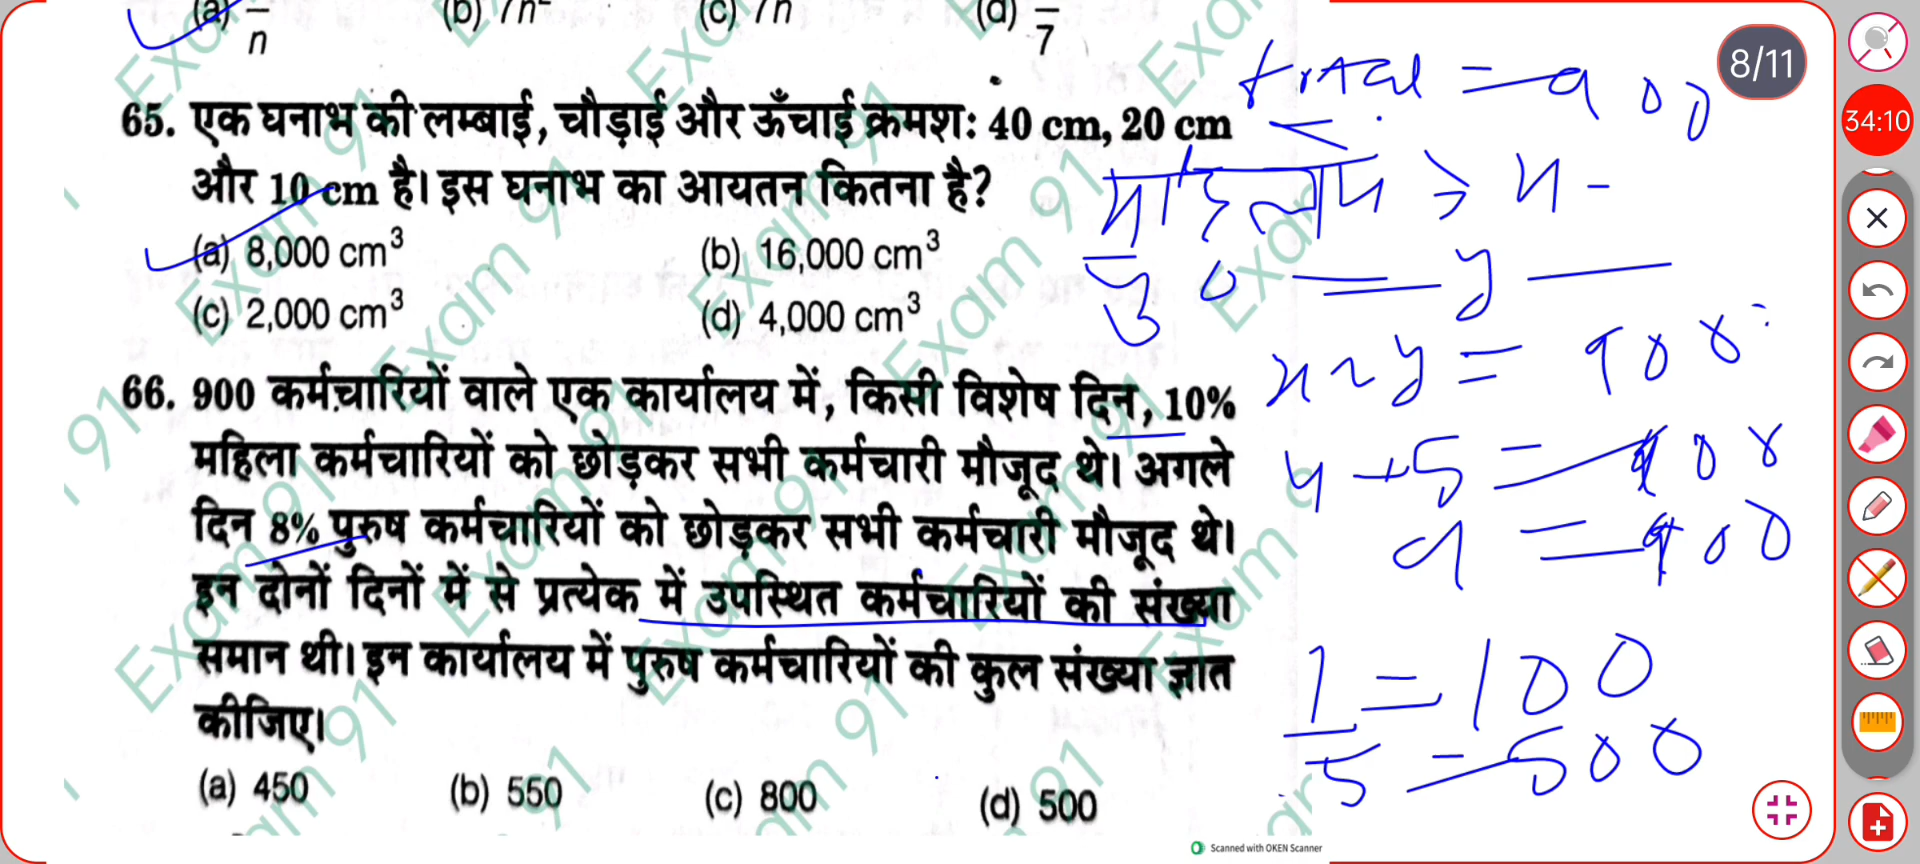 (a) — n (b) 7n² (c) 7n (d) — 7
65. एक घनाभ की लम्बाई, चौड़ाई और ऊँचाई क्रमश: 40 cm, 20 cm
और 10 cm है। इस घनाभ का आयतन कितना है?
(a) 8,000 cm³ (b) 16,000 cm³
(c) 2,000 cm³ (d) 4,000 cm³
66. 900 कर्मचारियों वाले एक कार्यालय में, किसी विशेष दिन, 10%
महिला कर्मचारियों को छोड़कर सभी कर्मचारी मौजूद थे। अगले
दिन 8% पुरुष कर्मचारियों को छोड़कर सभी कर्मचारी मौजूद थे।
इन दोनों दिनों में से प्रत्येक में उपस्थित कर्मचारियों की संख्या
समान थी। इन कार्यालय में पुरुष कर्मचारियों की कुल संख्या ज्ञात
कीजिए।
(a) 450 (b) 550 (c) 800 (d) 500
Scanned with OKEN Scanner
Exam 91
total = 900
y
= 900
4+5 = 900
9 = 900
1 = 100
5 = 500
8/11
34:10